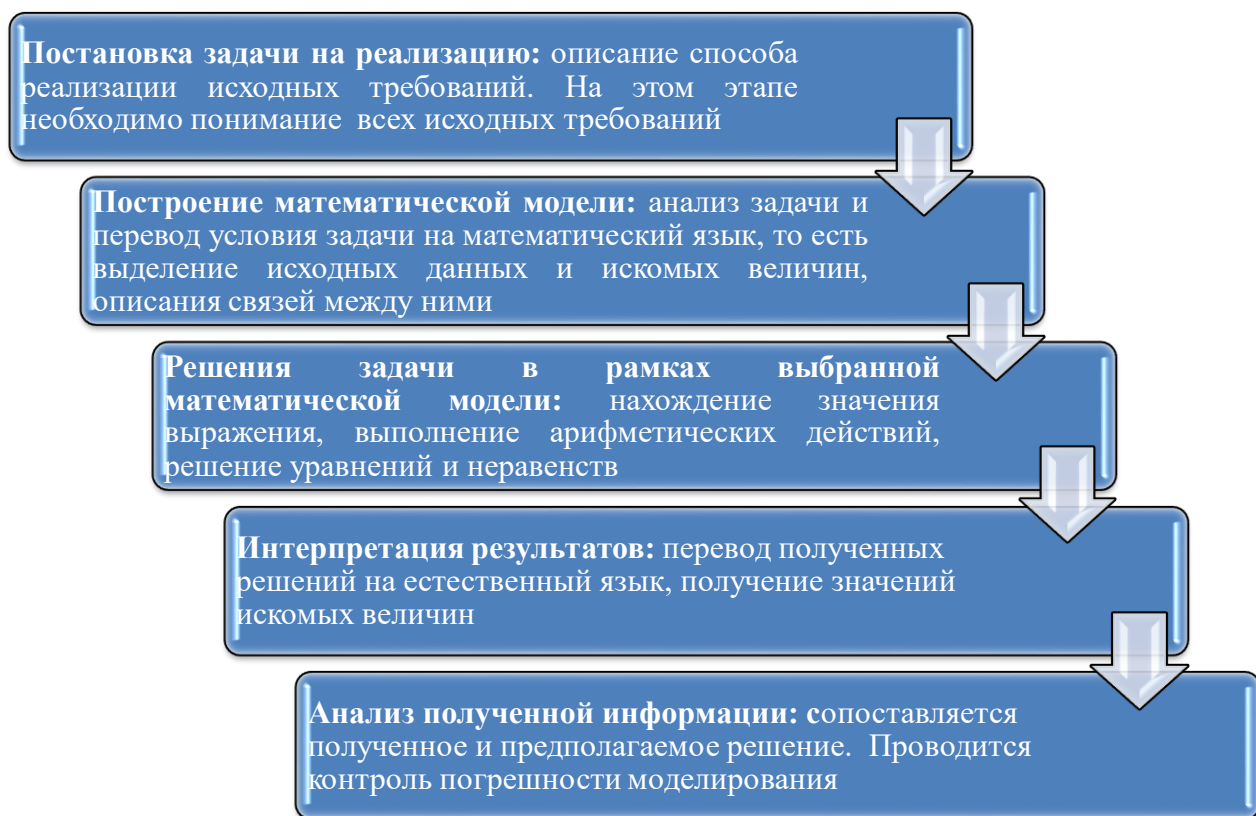 Постановка задачи на реализацию: описание способа
реализации исходных требований. На этом этапе
необходимо понимание всех исходных требований
Построение математической модели: анализ задачи и
перевод условия задачи на математический язык, то есть
выделение исходных данных и искомых величин,
описания связей между ними
Решения задачи в рамках выбранной
математической модели: нахождение значения
выражения, выполнение арифметических действий,
решение уравнений и неравенств
Интерпретация результатов: перевод полученных
решений на естественный язык, получение значений
искомых величин
Анализ полученной информации: сопоставляется
полученное и предполагаемое решение. Проводится
контроль погрешности моделирования